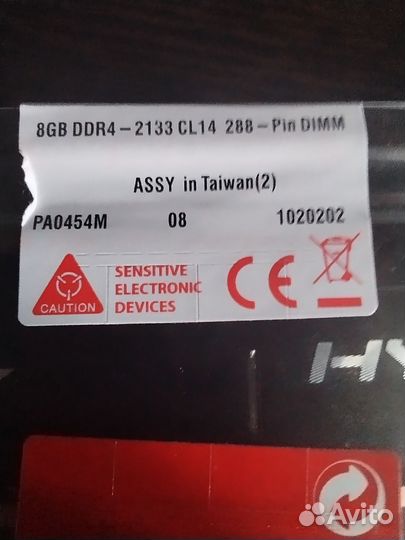 8GB DDR4-2133 CL14 288-Pin DIMM
ASSY in Taiwan(2)
PA0454M 08 1020202
CAUTION
SENSITIVE
ELECTRONIC
DEVICES
CE
HY
Avito